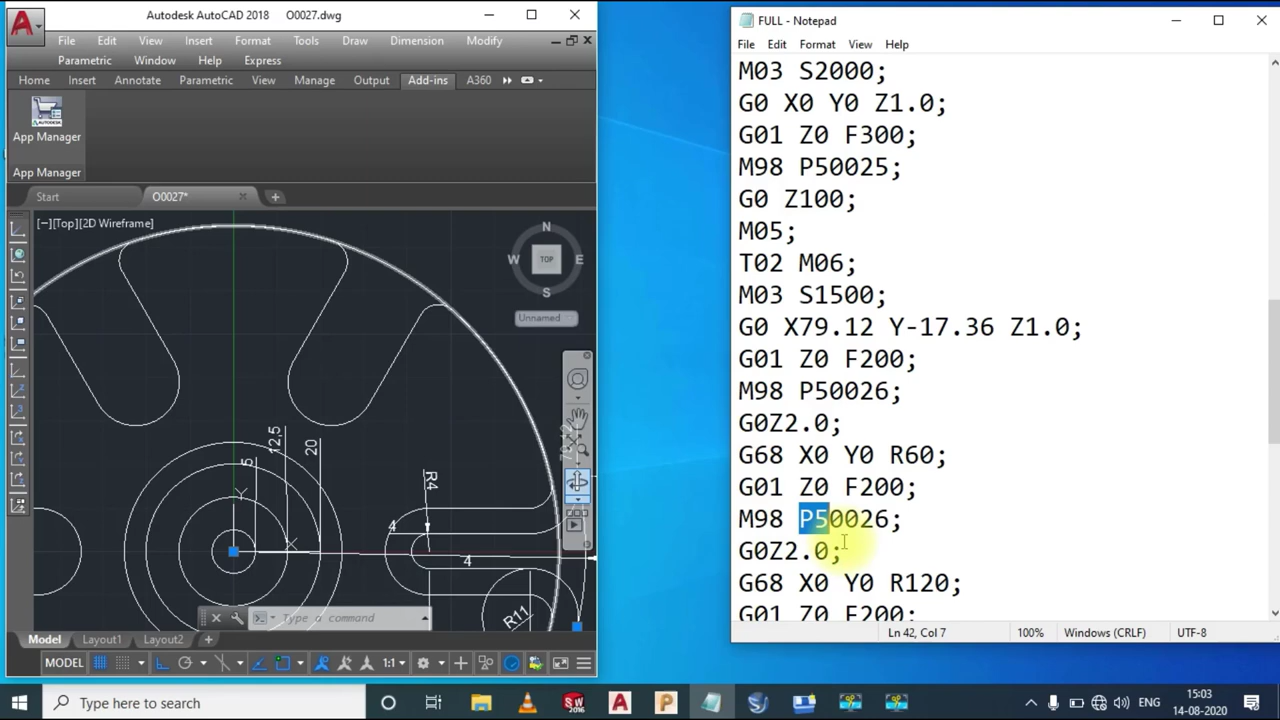 Autodesk AutoCAD 2018 O0027.dwg
File Edit View Insert Format Tools Draw Dimension Modify
Parametric Window Help Express
Home Insert Annotate Parametric View Manage Output Add-ins A360
App Manager
App Manager
Start O0027*
[−][Top][2D Wireframe]
N
W TOP E
S
Unnamed
5
12,5
20
R4
4
4
R11
Type a command
Model Layout1 Layout2
MODEL 1:1
FULL - Notepad
File Edit Format View Help
M03 S2000;
G0 X0 Y0 Z1.0;
G01 Z0 F300;
M98 P50025;
G0 Z100;
M05;
T02 M06;
M03 S1500;
G0 X79.12 Y-17.36 Z1.0;
G01 Z0 F200;
M98 P50026;
G0Z2.0;
G68 X0 Y0 R60;
G01 Z0 F200;
M98 P50026;
G0Z2.0;
G68 X0 Y0 R120;
G01 Z0 F200;
Ln 42, Col 7 100% Windows (CRLF) UTF-8
Type here to search
ENG
15:03
14-08-2020